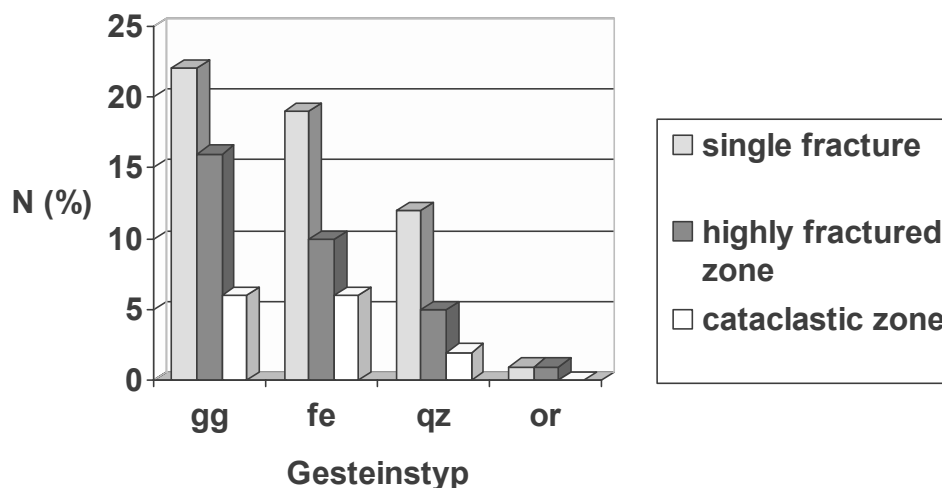 25
20
15
10
5
0
N (%)
gg fe qz or
Gesteinstyp
single fracture
highly fractured
zone
cataclastic zone